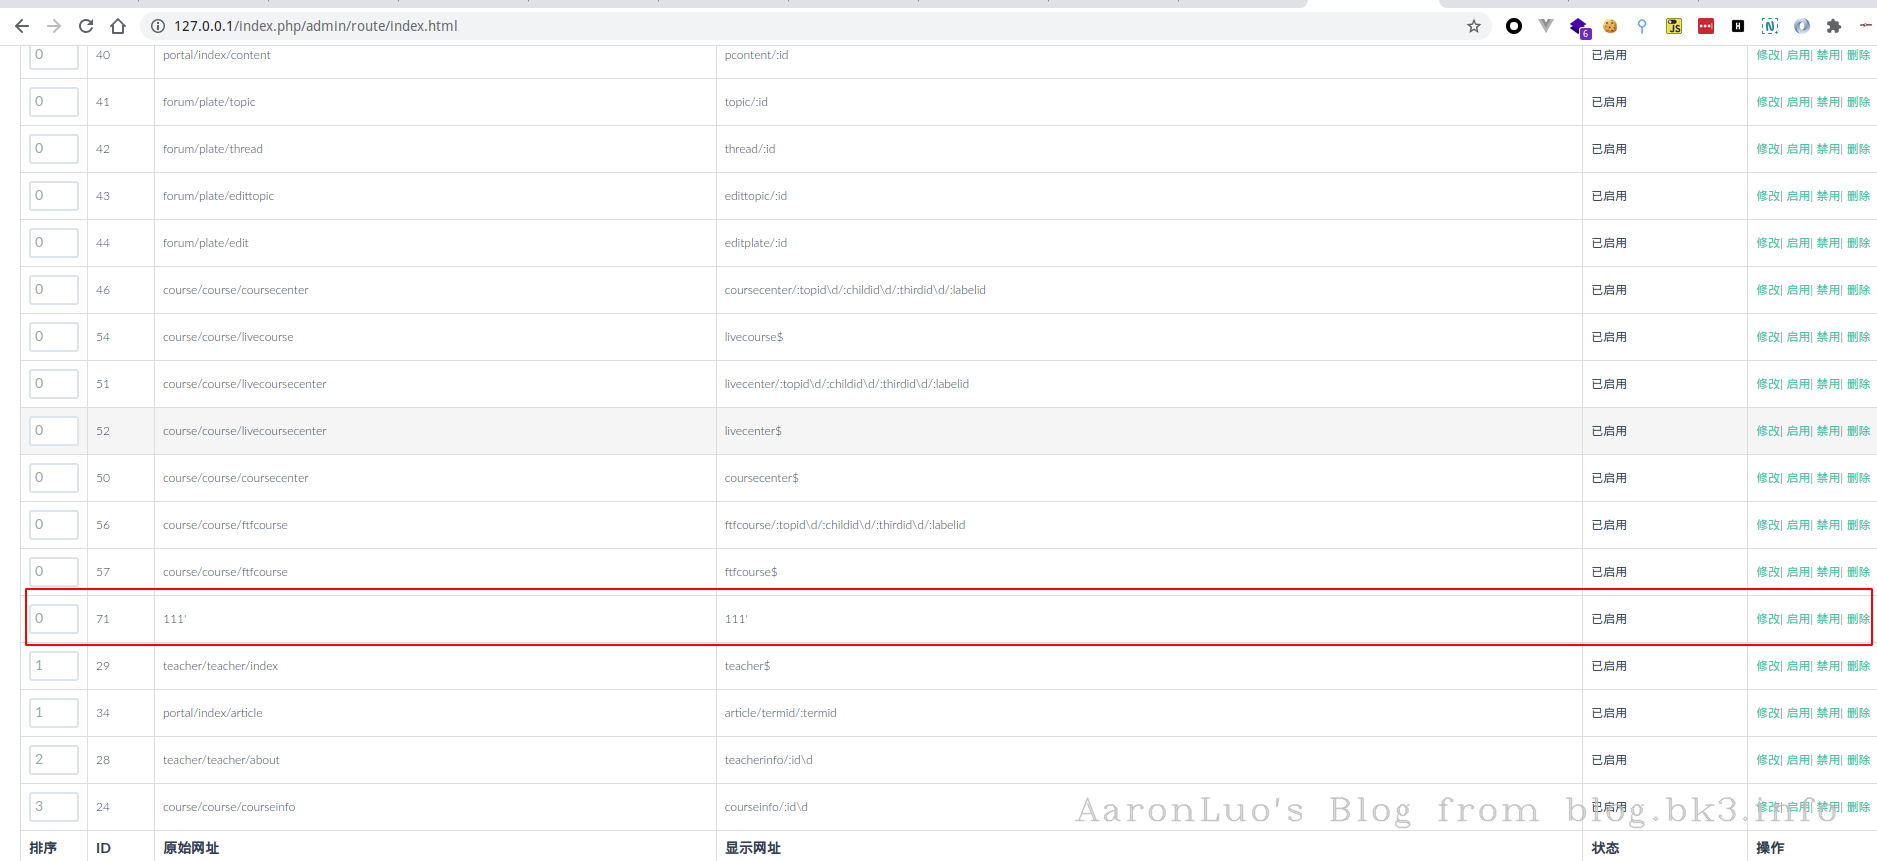 127.0.0.1/index.php/admin/route/index.html
6
JS
H
N
0 40 portal/index/content pcontent/:id 已启用 修改| 启用| 禁用| 删除
0 41 forum/plate/topic topic/:id 已启用 修改| 启用| 禁用| 删除
0 42 forum/plate/thread thread/:id 已启用 修改| 启用| 禁用| 删除
0 43 forum/plate/edittopic edittopic/:id 已启用 修改| 启用| 禁用| 删除
0 44 forum/plate/edit editplate/:id 已启用 修改| 启用| 禁用| 删除
0 46 course/course/coursecenter coursecenter/:topid\d/:childid\d/:thirdid\d/:labelid 已启用 修改| 启用| 禁用| 删除
0 54 course/course/livecourse livecourse$ 已启用 修改| 启用| 禁用| 删除
0 51 course/course/livecoursecenter livecenter/:topid\d/:childid\d/:thirdid\d/:labelid 已启用 修改| 启用| 禁用| 删除
0 52 course/course/livecoursecenter livecenter$ 已启用 修改| 启用| 禁用| 删除
0 50 course/course/coursecenter coursecenter$ 已启用 修改| 启用| 禁用| 删除
0 56 course/course/ftfcourse ftfcourse/:topid\d/:childid\d/:thirdid\d/:labelid 已启用 修改| 启用| 禁用| 删除
0 57 course/course/ftfcourse ftfcourse$ 已启用 修改| 启用| 禁用| 删除
0 71 111' 111' 已启用 修改| 启用| 禁用| 删除
1 29 teacher/teacher/index teacher$ 已启用 修改| 启用| 禁用| 删除
1 34 portal/index/article article/termid/:termid 已启用 修改| 启用| 禁用| 删除
2 28 teacher/teacher/about teacherinfo/:id\d 已启用 修改| 启用| 禁用| 删除
3 24 course/course/courseinfo courseinfo/:id\d 已启用 修改| 启用| 禁用| 删除
AaronLuo's Blog from blog.bk3.info
排序 ID 原始网址 显示网址 状态 操作